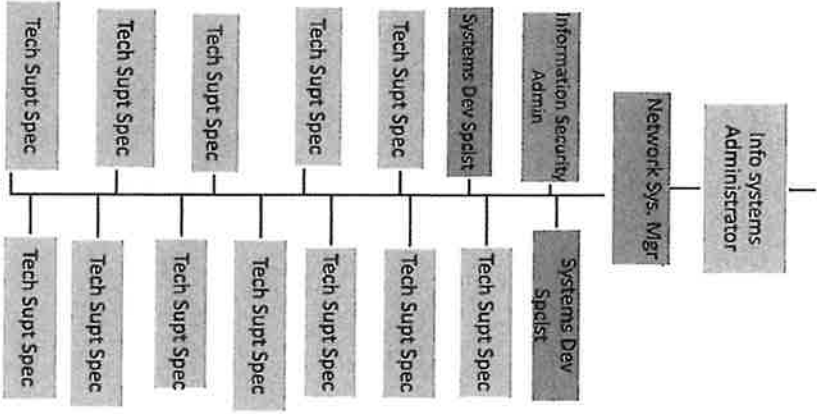 Info systems
Administrator
Network Sys. Mgr
Information Security
Admin
Systems Dev
Spclst
Systems Dev Spclst
Tech Supt Spec
Tech Supt Spec
Tech Supt Spec
Tech Supt Spec
Tech Supt Spec
Tech Supt Spec
Tech Supt Spec
Tech Supt Spec
Tech Supt Spec
Tech Supt Spec
Tech Supt Spec
Tech Supt Spec